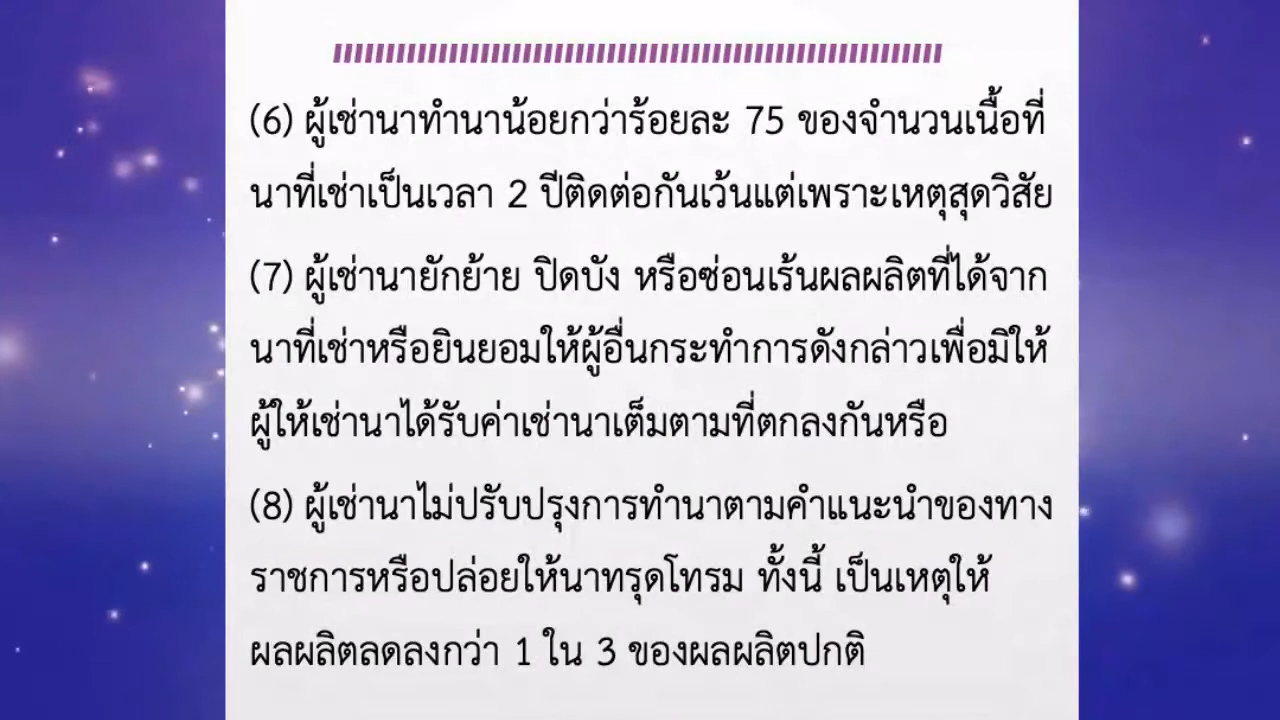 (6) ผู้เช่านาทำนาน้อยกว่าร้อยละ 75 ของจำนวนเนื้อที่
นาที่เช่าเป็นเวลา 2 ปีติดต่อกันเว้นแต่เพราะเหตุสุดวิสัย
(7) ผู้เช่านายักย้าย ปิดบัง หรือซ่อนเร้นผลผลิตที่ได้จาก
นาที่เช่าหรือยินยอมให้ผู้อื่นกระทำการดังกล่าวเพื่อมิให้
ผู้ให้เช่านาได้รับค่าเช่านาเต็มตามที่ตกลงกันหรือ
(8) ผู้เช่านาไม่ปรับปรุงการทำนาตามคำแนะนำของทาง
ราชการหรือปล่อยให้นาทรุดโทรม ทั้งนี้ เป็นเหตุให้
ผลผลิตลดลงกว่า 1 ใน 3 ของผลผลิตปกติ